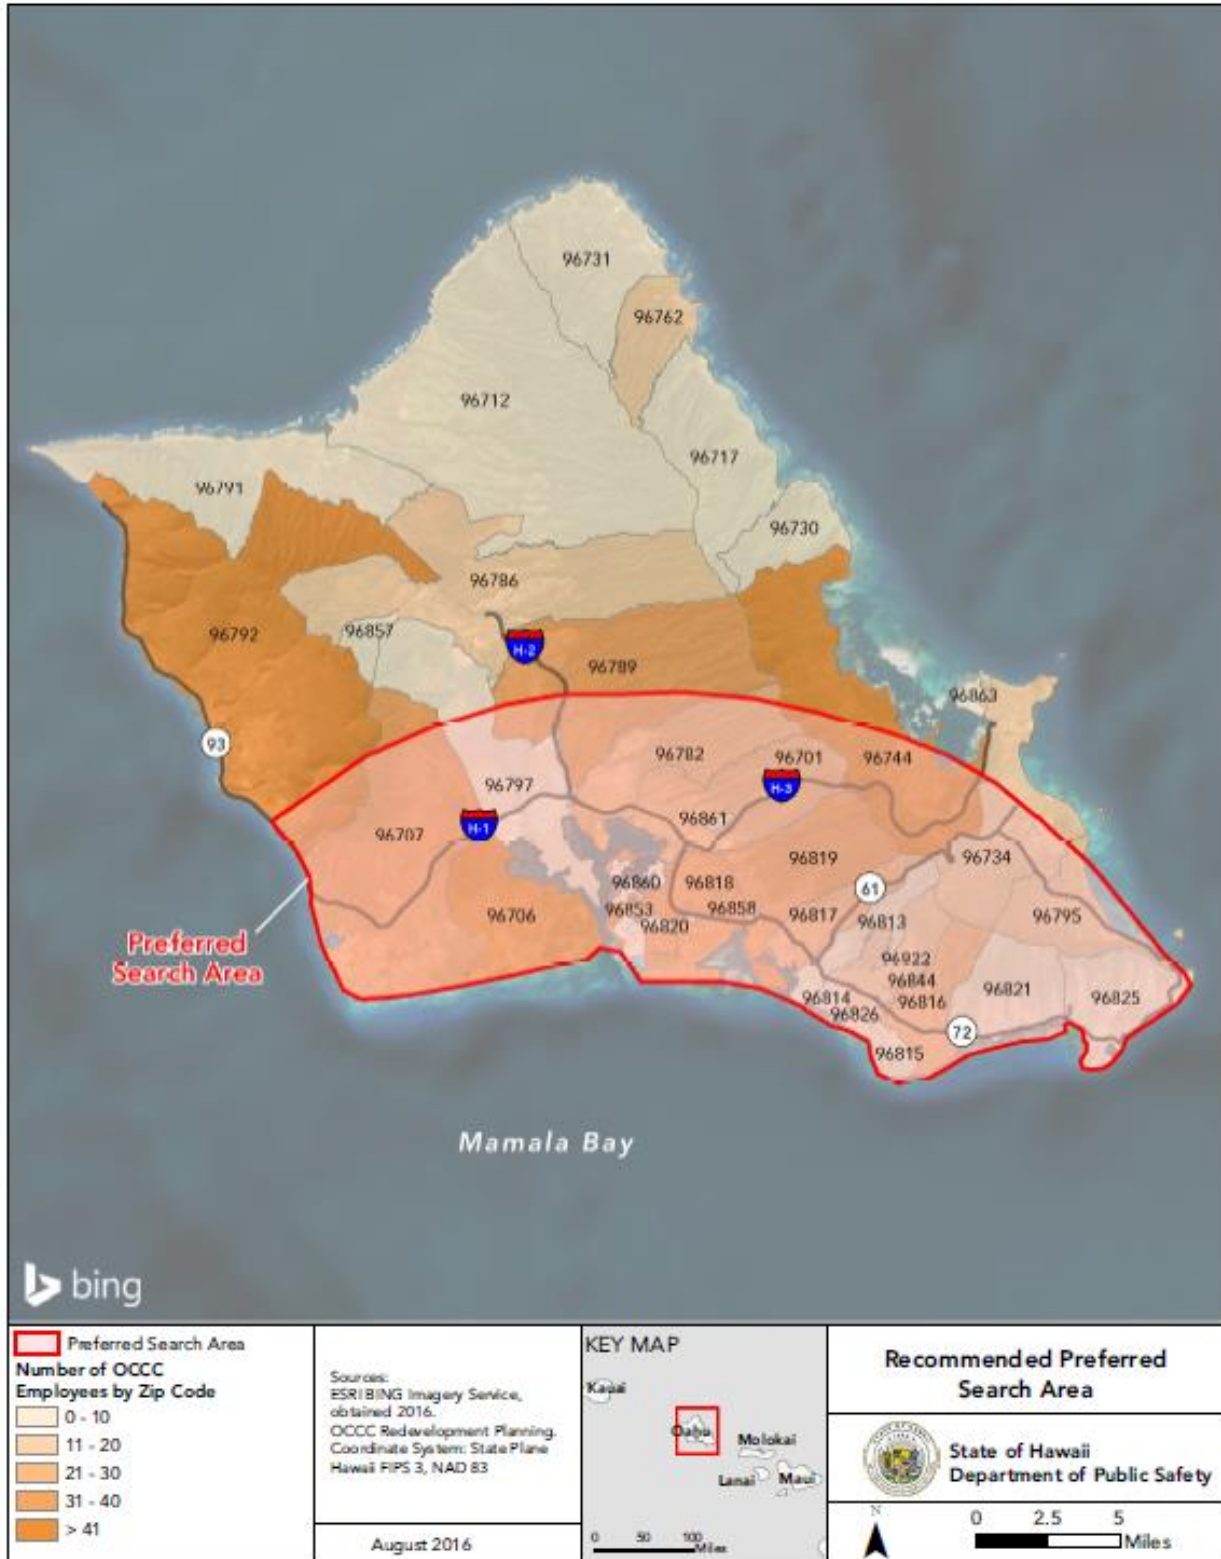 96731
96762
96712
96717
96791
96730
96786
96792
96857
H-2
96789
96863
93
96782
96701
96744
96797
H-3
96707
H-1
96861
96819
96734
96860
96818
61
96706
96853
96858
96817
96813
96795
96820
Preferred
Search Area
96922
96844
96821
96814
96816
96825
96826
72
96815
Mamala Bay
bing
Preferred Search Area
Number of OCCC
Employees by Zip Code
0 - 10
11 - 20
21 - 30
31 - 40
> 41
Sources:
ESRI BING Imagery Service,
obtained 2016.
OCCC Redevelopment Planning.
Coordinate System: State Plane
Hawaii FIPS 3, NAD 83
August 2016
KEY MAP
Kauai
Oahu
Molokai
Lanai
Maui
0 50 100
Miles
Recommended Preferred
Search Area
State of Hawaii
Department of Public Safety
N
0 2.5 5
Miles